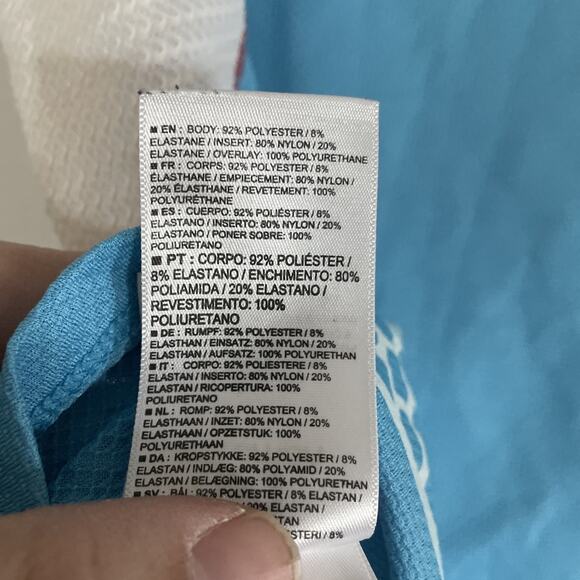 ■ EN : BODY: 92% POLYESTER / 8%
ELASTANE / INSERT: 80% NYLON / 20%
ELASTANE / OVERLAY: 100% POLYURETHANE
■ FR : CORPS: 92% POLYESTER / 8%
ÉLASTHANE / EMPIECEMENT: 80% NYLON /
20% ÉLASTHANE / REVETEMENT: 100%
POLYURÉTHANE
■ ES : CUERPO: 92% POLIÉSTER / 8%
ELASTANO / INSERTO: 80% NYLON / 20%
ELASTANO / PONER SOBRE: 100%
POLIURETANO
■ PT : CORPO: 92% POLIÉSTER /
8% ELASTANO / ENCHIMENTO: 80%
POLIAMIDA / 20% ELASTANO /
REVESTIMENTO: 100%
POLIURETANO
■ DE : RUMPF: 92% POLYESTER / 8%
ELASTHAN / EINSATZ: 80% NYLON / 20%
ELASTHAN / AUFSATZ: 100% POLYURETHAN
■ IT : CORPO: 92% POLIESTERE / 8%
ELASTAN / INSERTO: 80% NYLON / 20%
ELASTAN / RICOPERTURA: 100%
POLIURETANO
■ NL : ROMP: 92% POLYESTER / 8%
ELASTHAAN / INZET: 80% NYLON / 20%
ELASTHAAN / OPZETSTUK: 100%
POLYURETHAAN
■ DA : KROPSTYKKE: 92% POLYESTER / 8%
ELASTAN / INDLÆG: 80% POLYAMID / 20%
ELASTAN / BELÆGNING: 100% POLYURETHAN
■ SV : BÅL: 92% POLYESTER / 8% ELASTAN /
20% ELASTAN /
ESTER / 8%